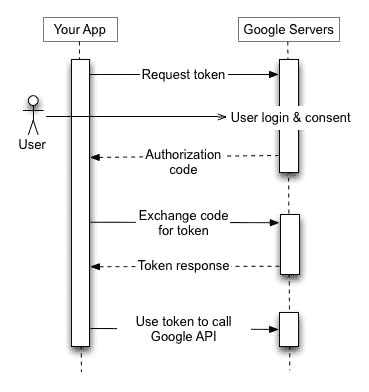 Your App
Google Servers
Request token
User login & consent
User
Authorization
code
Exchange code
for token
Token response
Use token to call
Google API